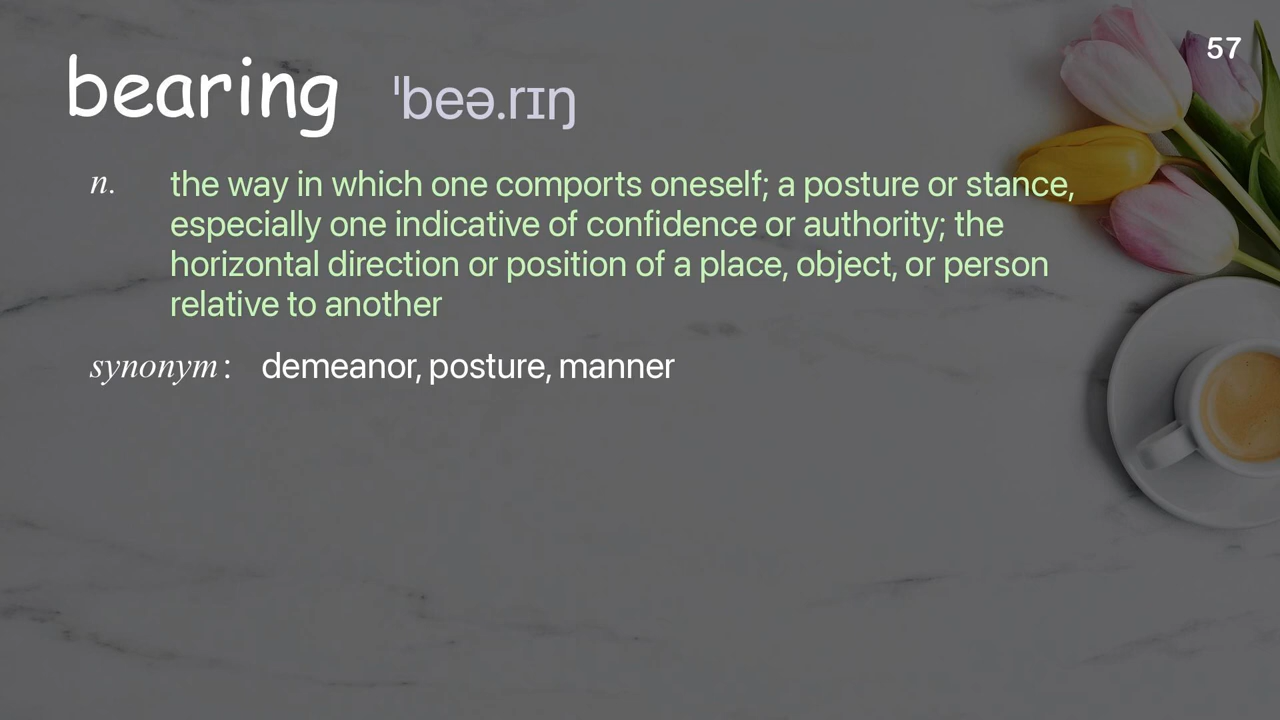 57
bearing ˈbeə.rɪŋ
n. the way in which one comports oneself; a posture or stance,
especially one indicative of confidence or authority; the
horizontal direction or position of a place, object, or person
relative to another
synonym: demeanor, posture, manner